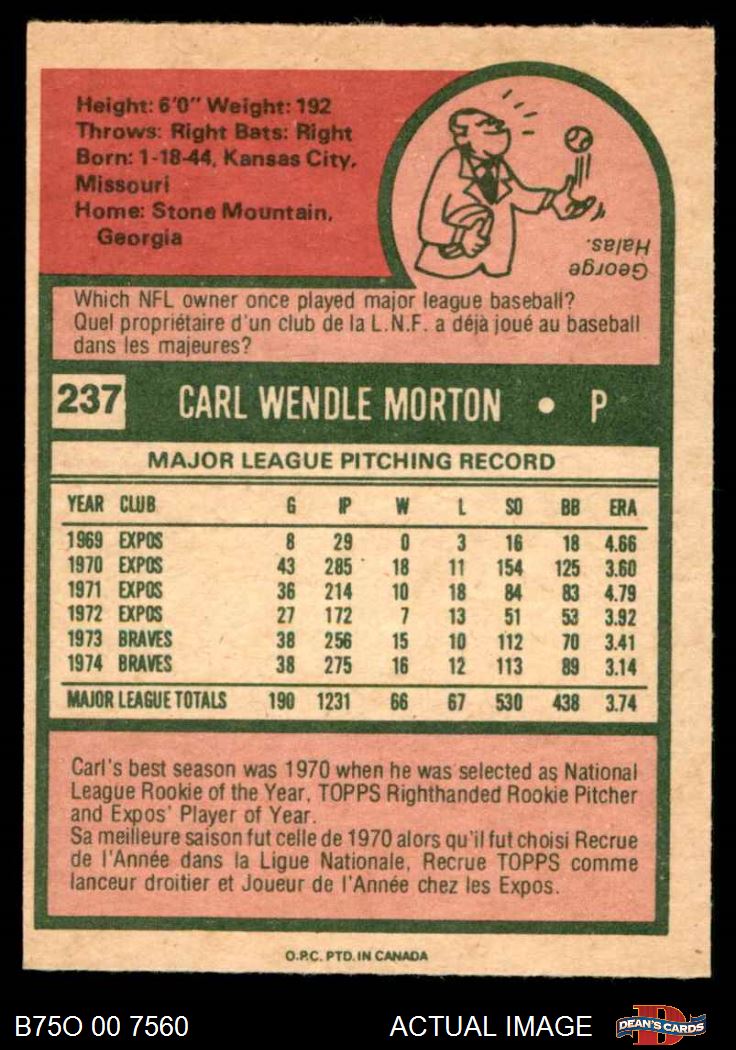 Height: 6'0" Weight: 192
Throws: Right Bats: Right
Born: 1-18-44, Kansas City,
Missouri
Home: Stone Mountain,
Georgia
George
Halas.
Which NFL owner once played major league baseball?
Quel propriétaire d'un club de la L.N.F. a déjà joué au baseball
dans les majeures?
237 CARL WENDLE MORTON • P
MAJOR LEAGUE PITCHING RECORD
YEAR CLUB G IP W L SO BB ERA
1969 EXPOS 8 29 0 3 16 18 4.66
1970 EXPOS 43 285 18 11 154 125 3.60
1971 EXPOS 36 214 10 18 84 83 4.79
1972 EXPOS 27 172 7 13 51 53 3.92
1973 BRAVES 38 256 15 10 112 70 3.41
1974 BRAVES 38 275 16 12 113 89 3.14
MAJOR LEAGUE TOTALS 190 1231 66 67 530 438 3.74
Carl's best season was 1970 when he was selected as National
League Rookie of the Year, TOPPS Righthanded Rookie Pitcher
and Expos' Player of Year.
Sa meilleure saison fut celle de 1970 alors qu'il fut choisi Recrue
de l'Année dans la Ligue Nationale, Recrue TOPPS comme
lanceur droitier et Joueur de l'Année chez les Expos.
O.P.C. PTD. IN CANADA
B75O 00 7560 ACTUAL IMAGE D DEAN'S CARDS